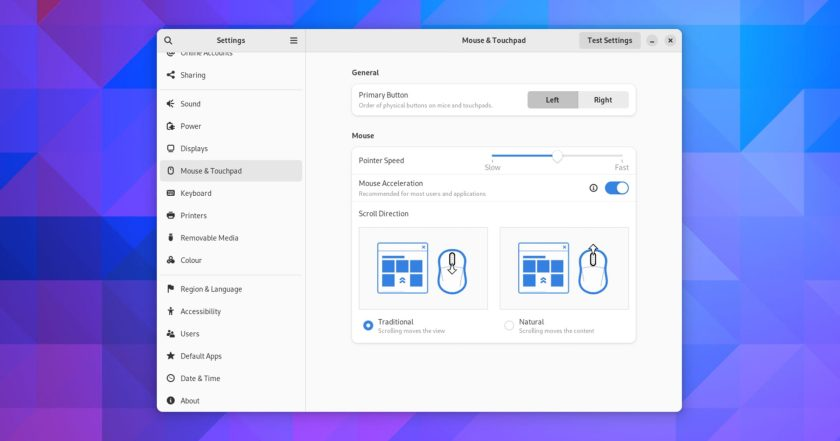 Settings
Mouse & Touchpad
Test Settings
Online Accounts
Sharing
Sound
Power
Displays
Mouse & Touchpad
Keyboard
Printers
Removable Media
Colour
Region & Language
Accessibility
Users
Default Apps
Date & Time
About
General
Primary Button
Order of physical buttons on mice and touchpads.
Left
Right
Mouse
Pointer Speed
Slow
Fast
Mouse Acceleration
Recommended for most users and applications.
Scroll Direction
Traditional
Scrolling moves the view
Natural
Scrolling moves the content